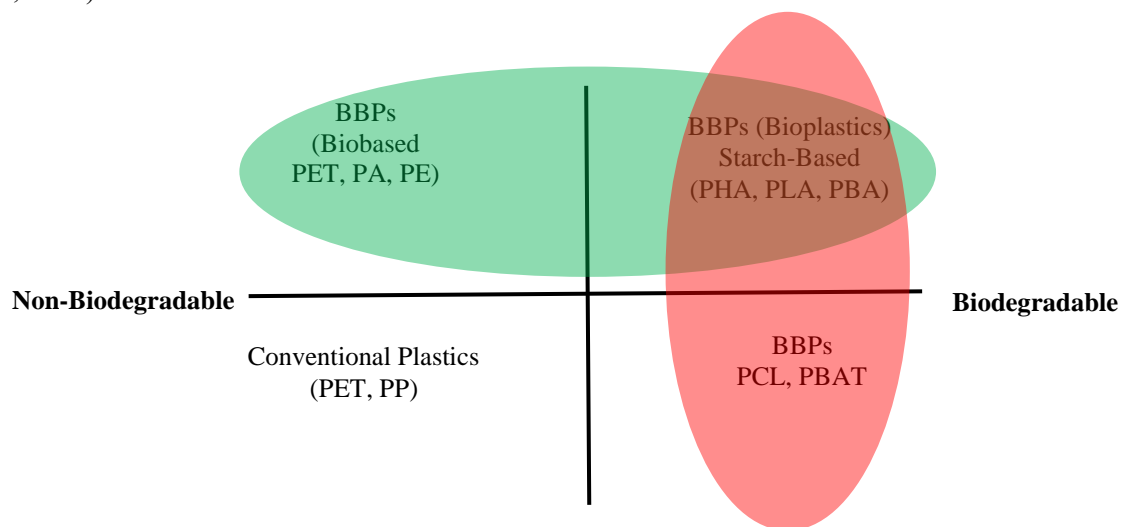 BBPs
(Biobased
PET, PA, PE)
BBPs (Bioplastics)
Starch-Based
(PHA, PLA, PBA)
Non-Biodegradable
Biodegradable
Conventional Plastics
(PET, PP)
BBPs
PCL, PBAT